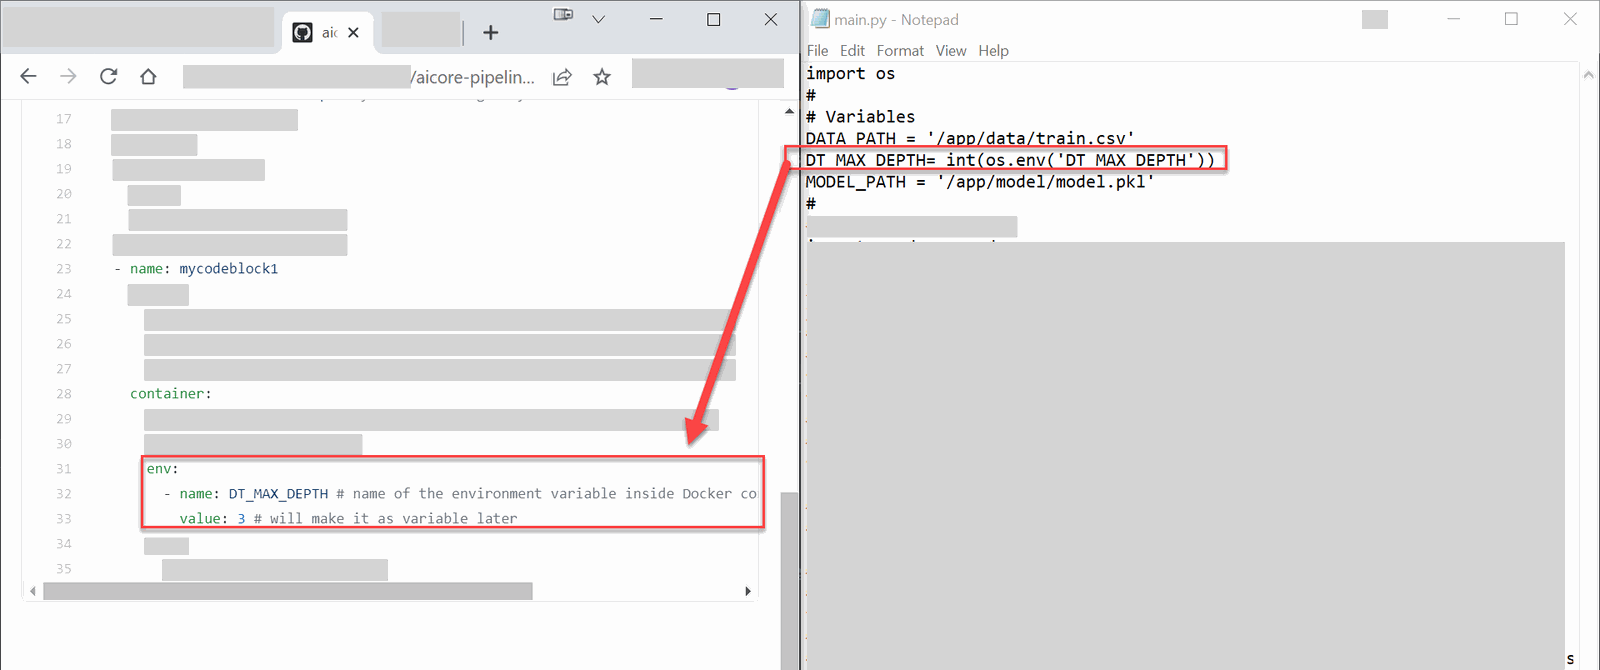 aic
/aicore-pipelin...
17
18
19
20
21
22
23 - name: mycodeblock1
24
25
26
27
28 container:
29
30
31 env:
32 - name: DT_MAX_DEPTH # name of the environment variable inside Docker co
33 value: 3 # will make it as variable later
34
35
main.py - Notepad
File Edit Format View Help
import os
#
# Variables
DATA_PATH = '/app/data/train.csv'
DT_MAX_DEPTH= int(os.env('DT_MAX_DEPTH'))
MODEL_PATH = '/app/model/model.pkl'
#
s